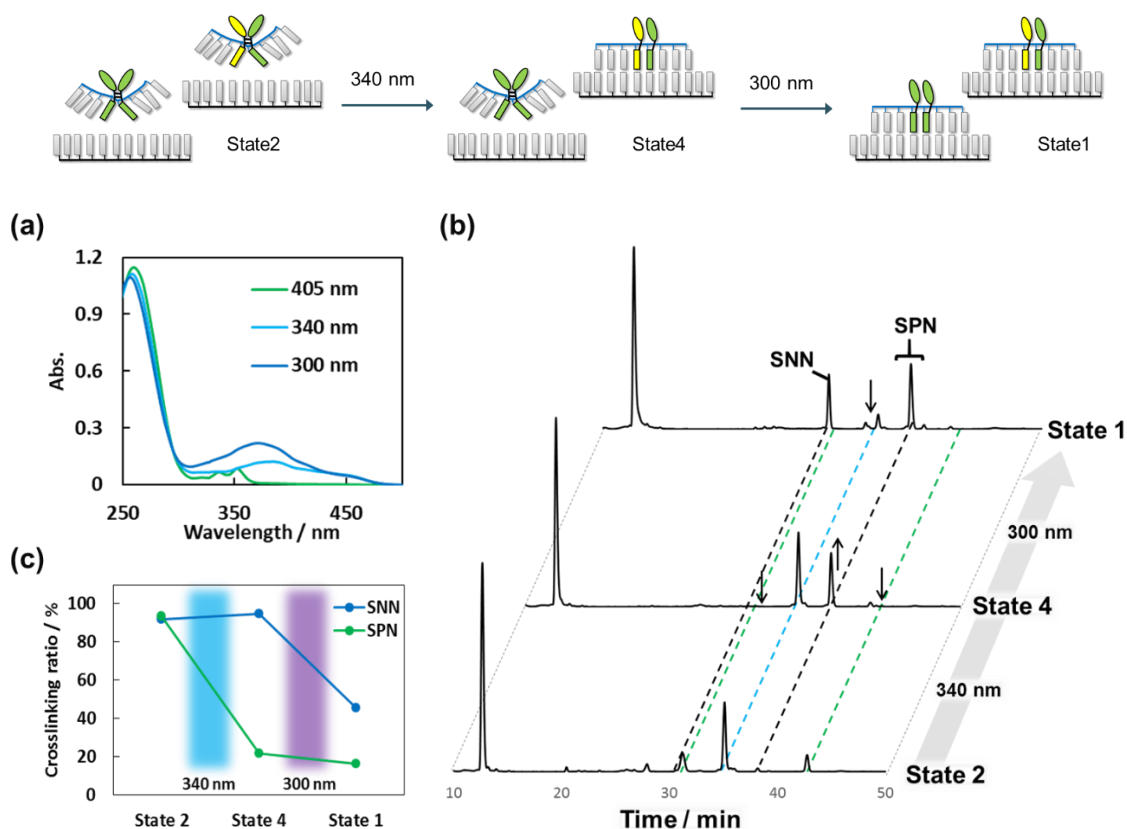 340 nm
300 nm
State2
State4
State1
(a)
1.2
0.9
0.6
0.3
0
Abs.
405 nm
340 nm
300 nm
250
350
450
Wavelength / nm
(b)
SNN
SPN
State 1
300 nm
State 4
340 nm
State 2
10
20
30
40
50
Time / min
(c)
100
80
60
40
20
0
Crosslinking ratio / %
SNN
SPN
340 nm
300 nm
State 2
State 4
State 1